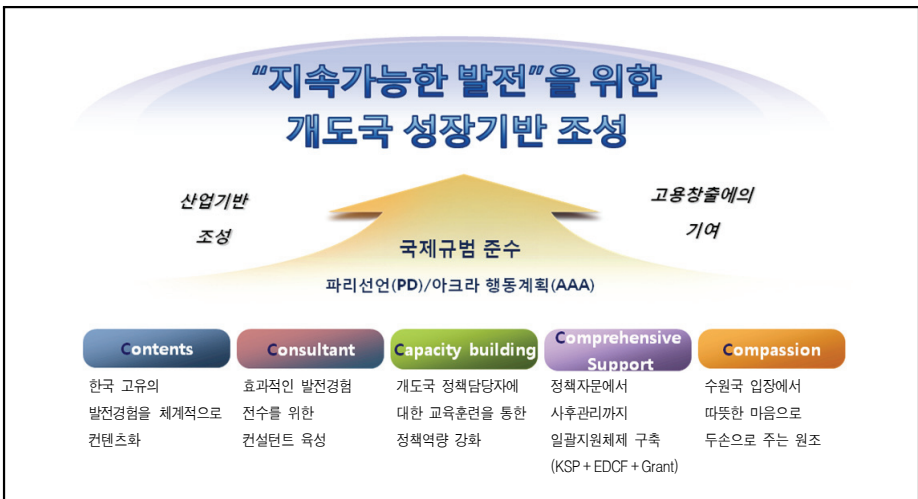 “지속가능한 발전”을 위한
개도국 성장기반 조성
산업기반
조성
고용창출에의
기여
국제규범 준수
파리선언(PD)/아크라 행동계획(AAA)
Contents
한국 고유의
발전경험을 체계적으로
컨텐츠화
Consultant
효과적인 발전경험
전수를 위한
컨설턴트 육성
Capacity building
개도국 정책담당자에
대한 교육훈련을 통한
정책역량 강화
Comprehensive
Support
정책자문에서
사후관리까지
일괄지원체제 구축
(KSP + EDCF + Grant)
Compassion
수원국 입장에서
따뜻한 마음으로
두손으로 주는 원조